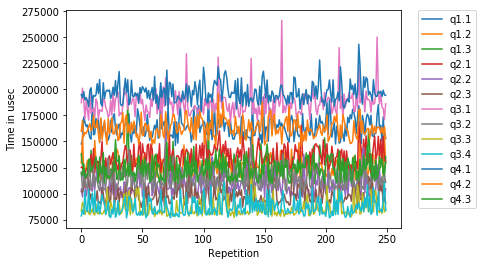 275000
250000
225000
200000
175000
150000
125000
100000
75000
Time in usec
0
50
100
150
200
250
Repetition
q1.1
q1.2
q1.3
q2.1
q2.2
q2.3
q3.1
q3.2
q3.3
q3.4
q4.1
q4.2
q4.3